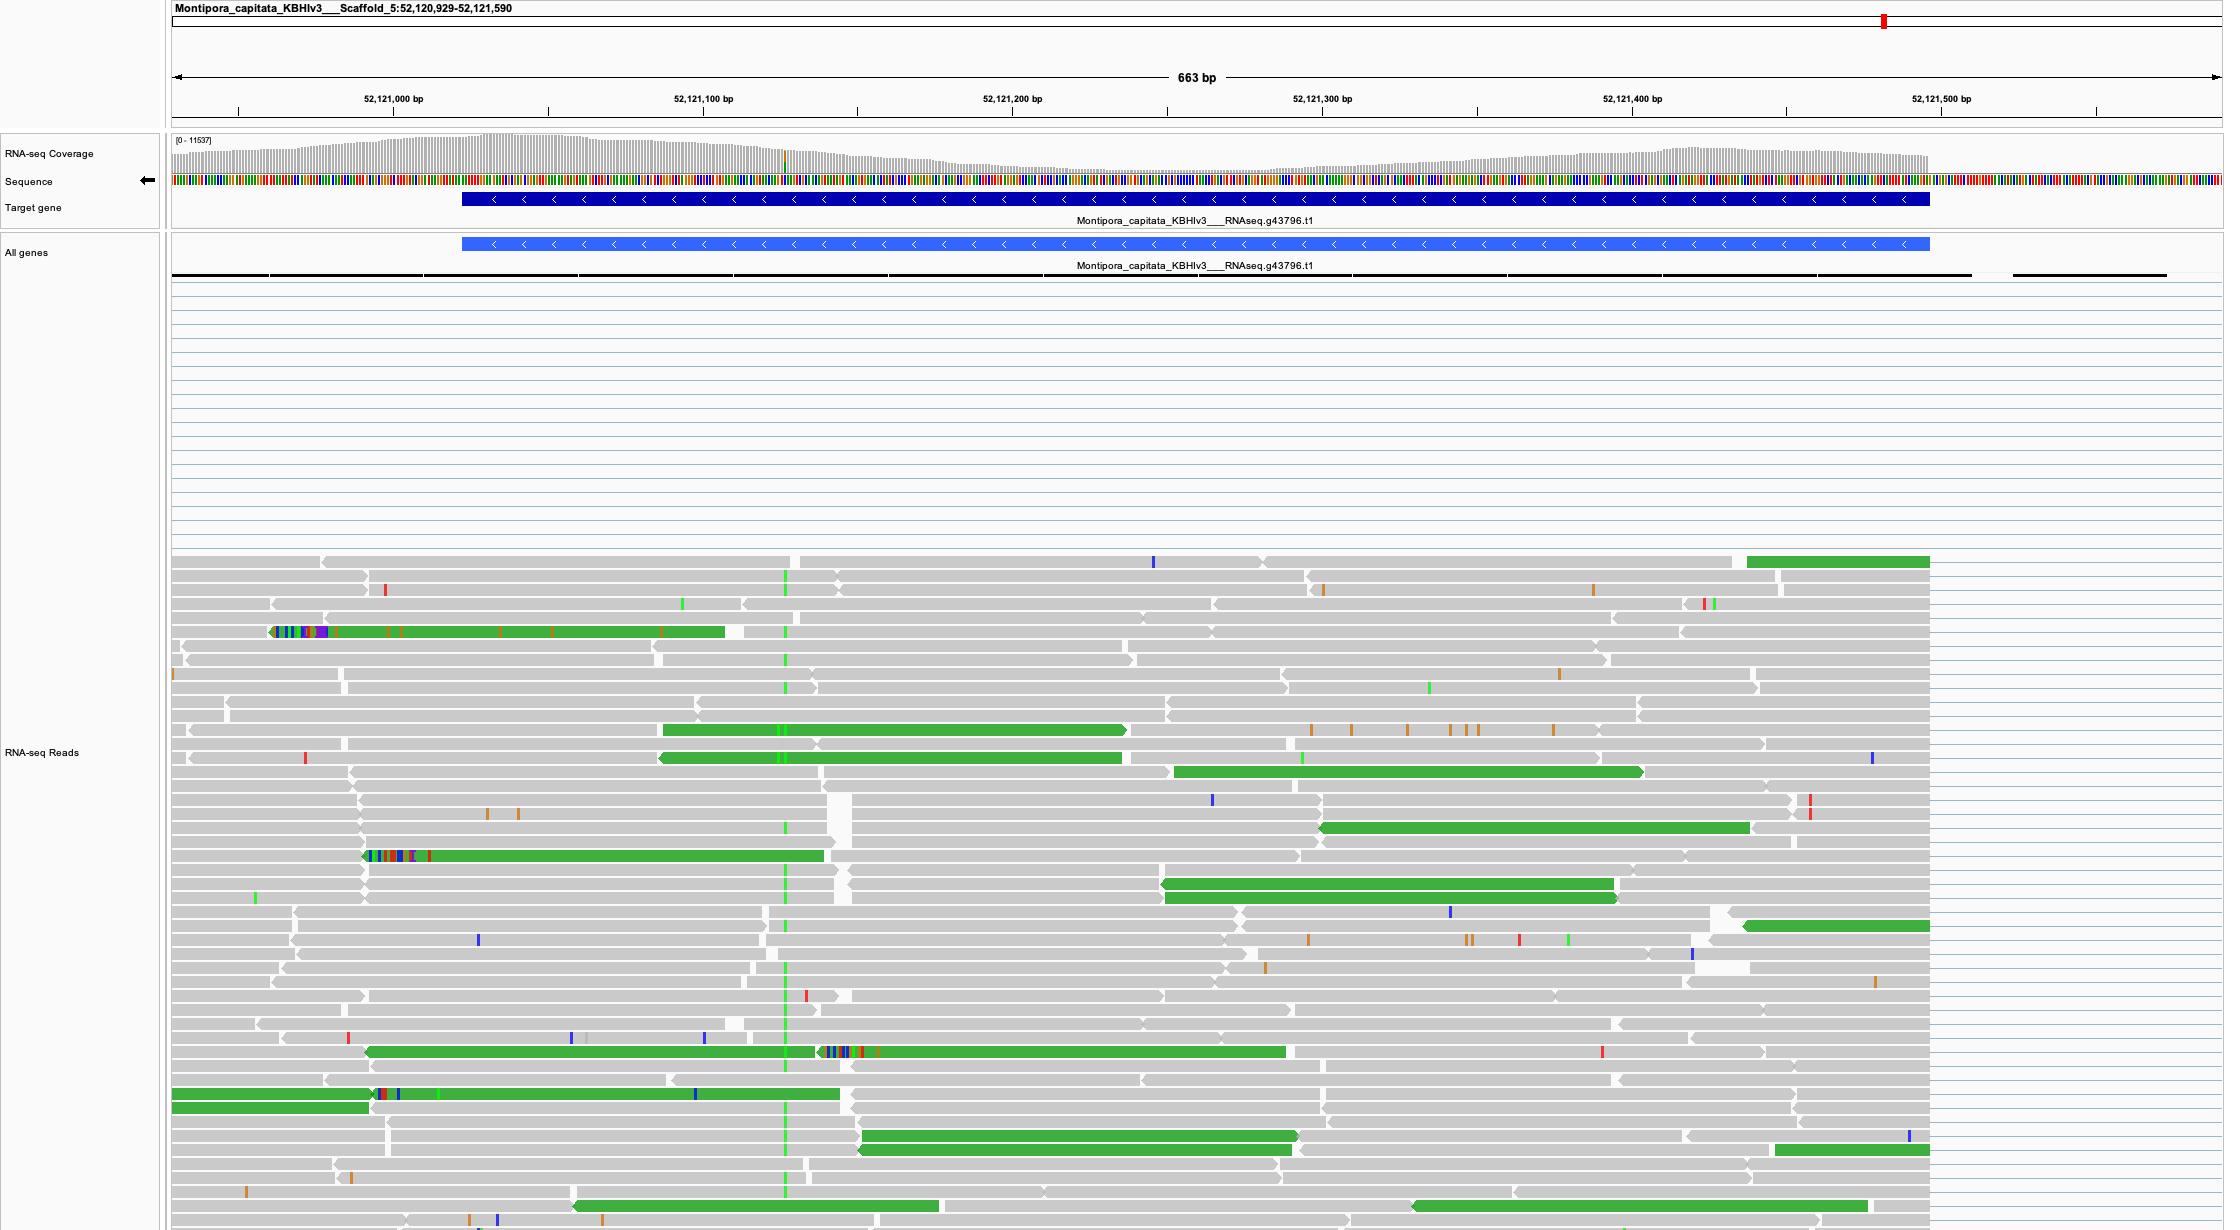 Montipora_capitata_KBHIv3___Scaffold_5:52,120,929-52,121,590
663 bp
52,121,000 bp
52,121,100 bp
52,121,200 bp
52,121,300 bp
52,121,400 bp
52,121,500 bp
[0 - 11537]
RNA-seq Coverage
Sequence
Target gene
Montipora_capitata_KBHIv3___RNAseq.g43796.t1
All genes
Montipora_capitata_KBHIv3___RNAseq.g43796.t1
RNA-seq Reads